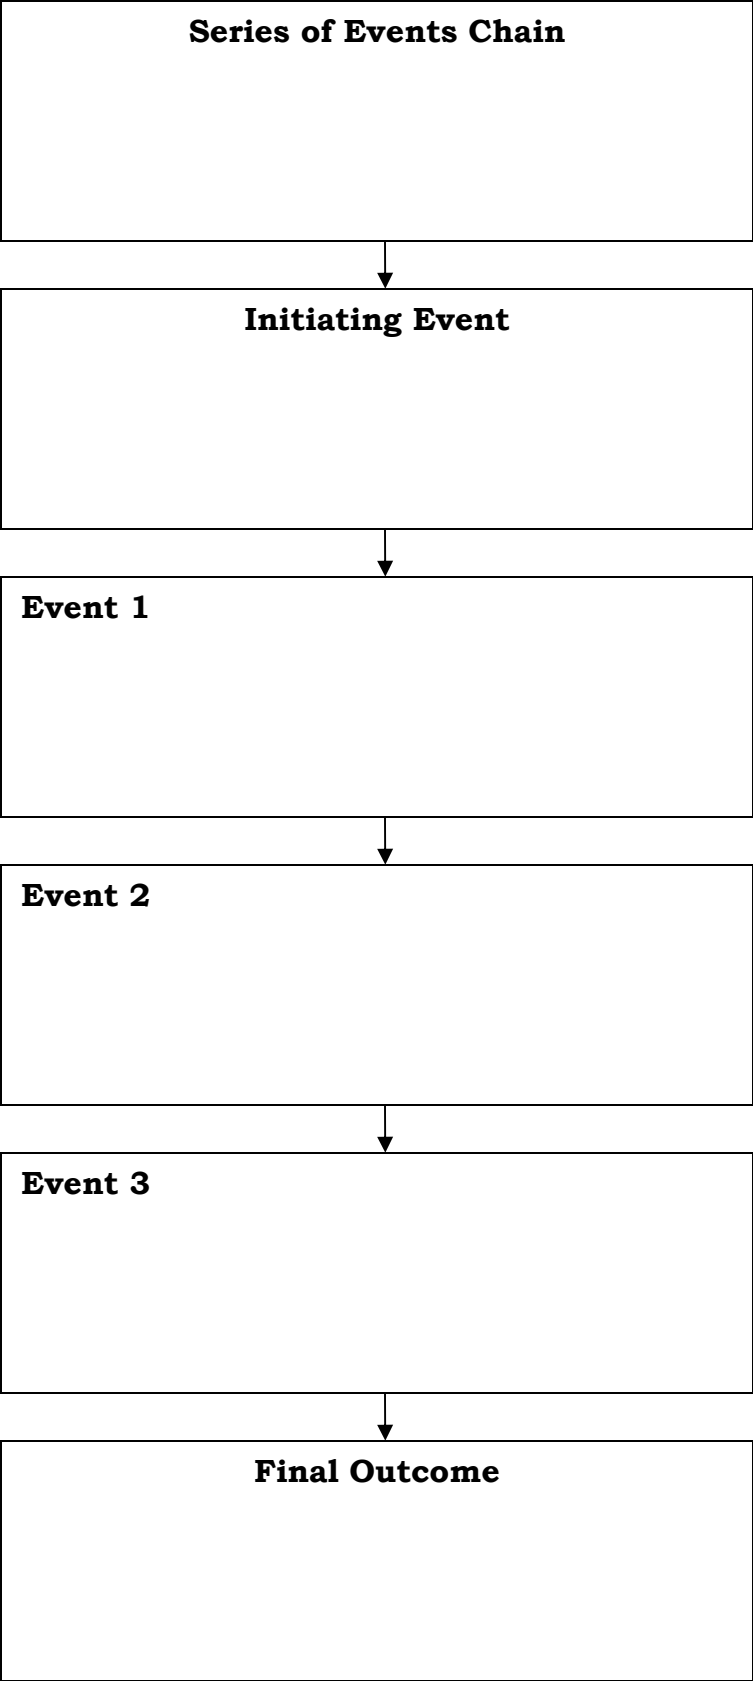 Series of Events Chain
Initiating Event
Event 1
Event 2
Event 3
Final Outcome